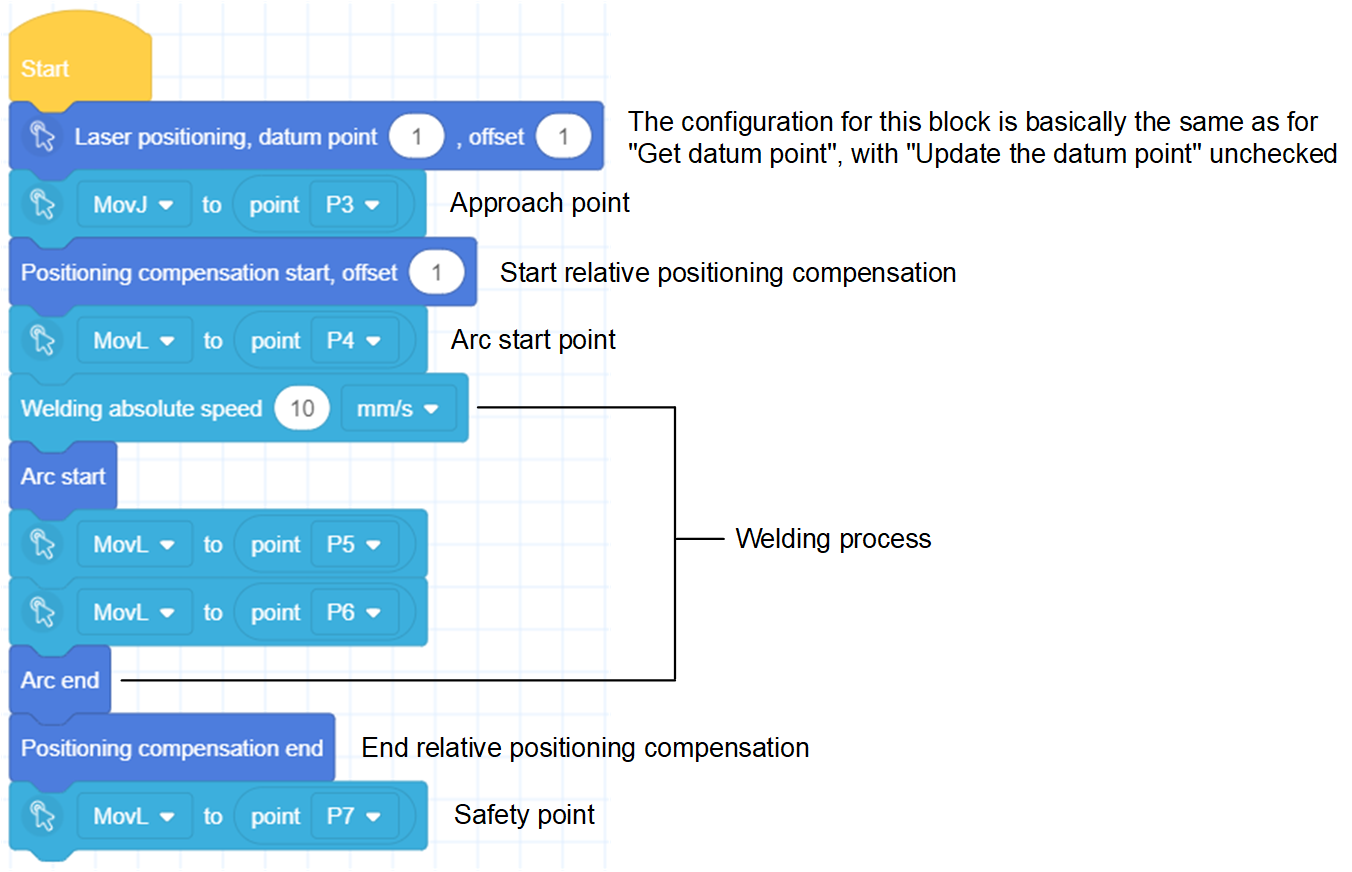 Start
Laser positioning, datum point 1 , offset 1
The configuration for this block is basically the same as for
"Get datum point", with "Update the datum point" unchecked
MovJ to point P3
Approach point
Positioning compensation start, offset 1
Start relative positioning compensation
MovL to point P4
Arc start point
Welding absolute speed 10 mm/s
Arc start
MovL to point P5
Welding process
MovL to point P6
Arc end
Positioning compensation end
End relative positioning compensation
MovL to point P7
Safety point